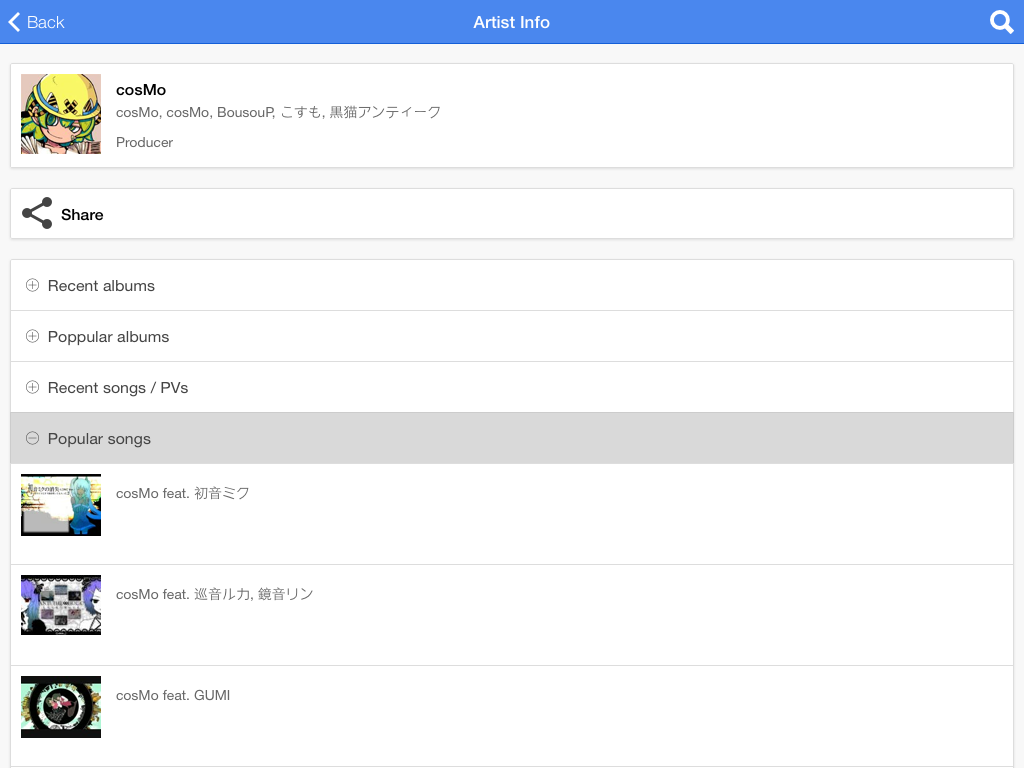 Back
Artist Info
cosMo
cosMo, cosMo, BousouP, こすも, 黒猫アンティーク
Producer
Share
Recent albums
Poppular albums
Recent songs / PVs
Popular songs
cosMo feat. 初音ミク
cosMo feat. 巡音ルカ, 鏡音リン
cosMo feat. GUMI